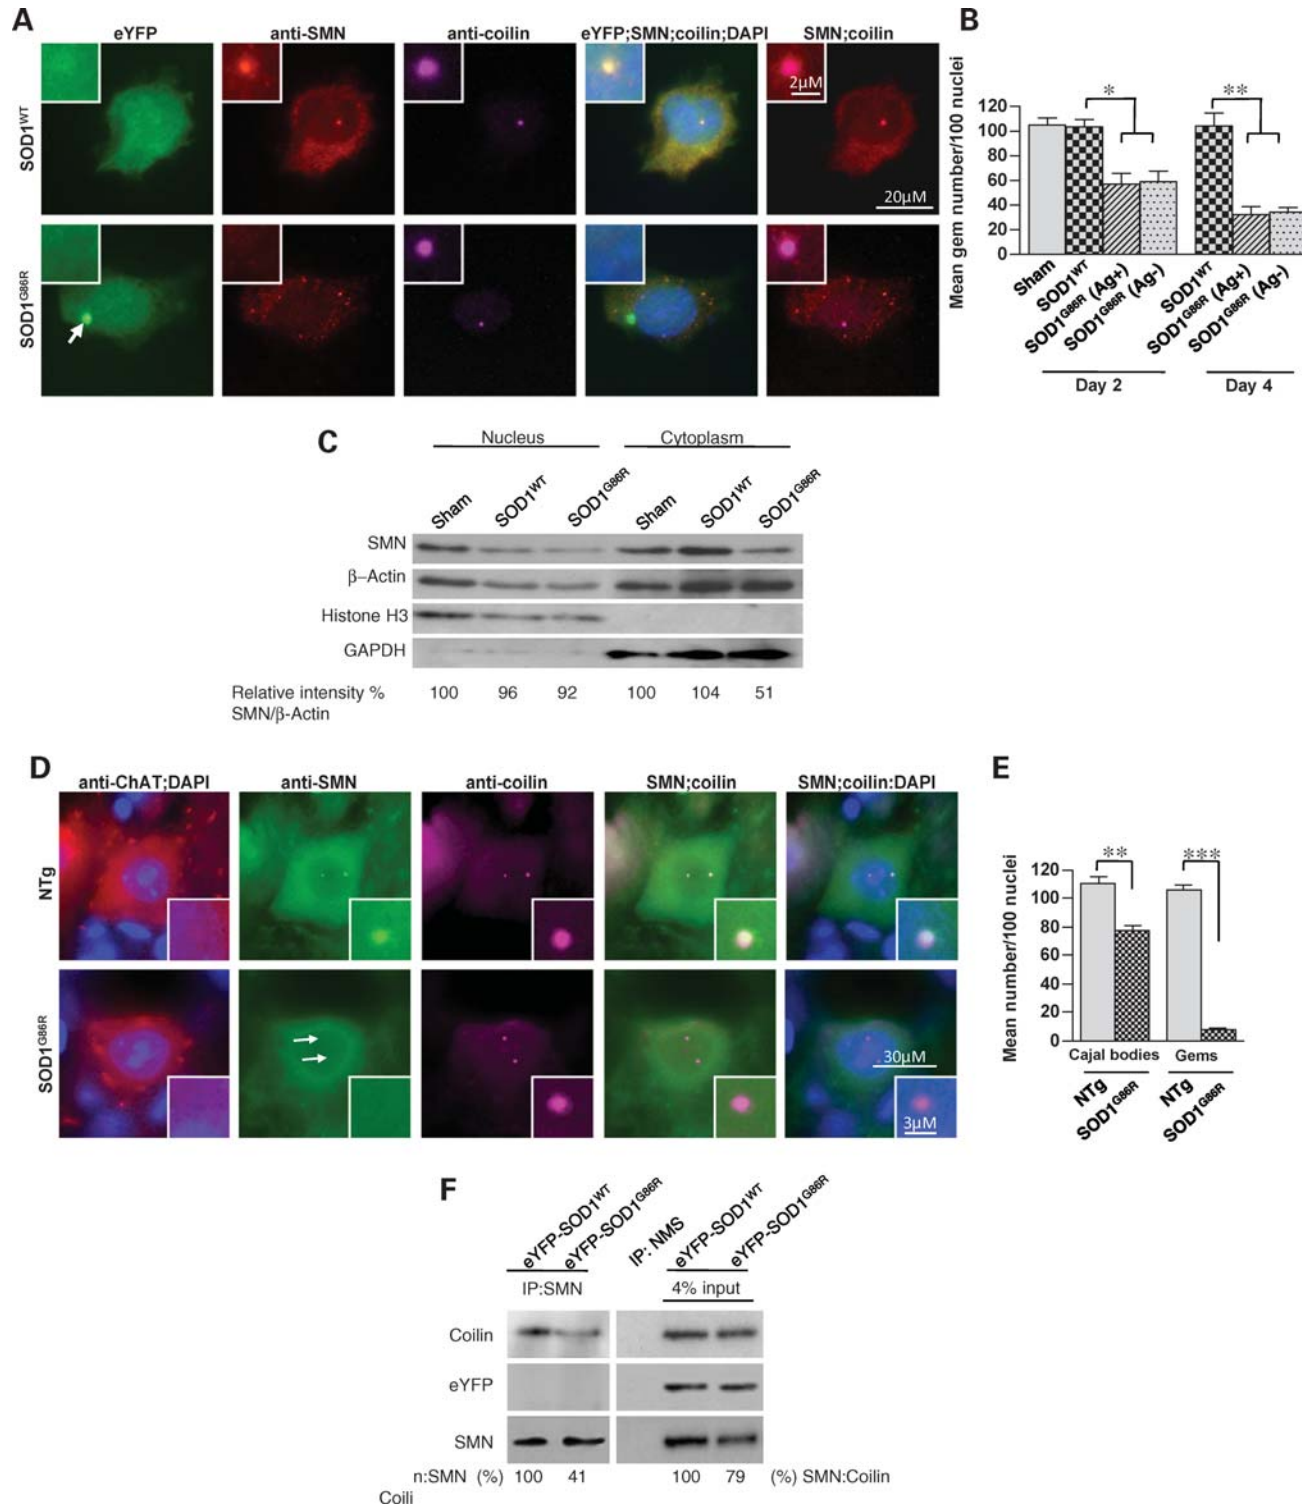 A
eYFP
anti-SMN
anti-coilin
eYFP;SMN;coilin;DAPI
SMN;coilin
SOD1WT
2µM
20µM
SOD1G86R
B
Mean gem number/100 nuclei
120
100
80
60
40
20
0
*
**
Sham
SOD1WT
SOD1G86R (Ag+)
SOD1G86R (Ag-)
SOD1WT
SOD1G86R (Ag+)
SOD1G86R (Ag-)
Day 2
Day 4
C
Nucleus
Cytoplasm
Sham
SOD1WT
SOD1G86R
Sham
SOD1WT
SOD1G86R
SMN
β–Actin
Histone H3
GAPDH
Relative intensity % 100 96 92 100 104 51
SMN/β-Actin
D
anti-ChAT;DAPI
anti-SMN
anti-coilin
SMN;coilin
SMN;coilin:DAPI
NTg
SOD1G86R
30µM
3µM
E
Mean number/100 nuclei
120
100
80
60
40
20
0
**
***
Cajal bodies
Gems
NTg
SOD1G86R
NTg
SOD1G86R
F
eYFP-SOD1WT
eYFP-SOD1G86R
IP: NMS
eYFP-SOD1WT
eYFP-SOD1G86R
IP:SMN
4% input
Coilin
eYFP
SMN
n:SMN (%) 100 41 100 79 (%) SMN:Coilin
Coili